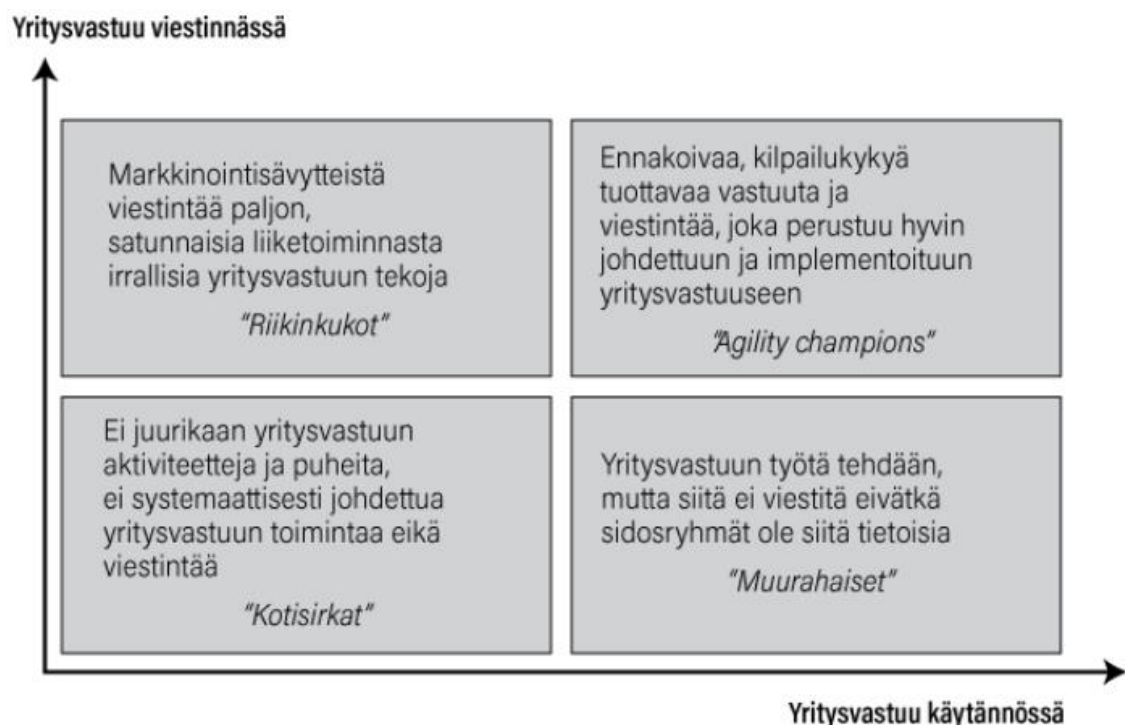 Yritysvastuu viestinnässä
Markkinointisävytteistä
viestintää paljon,
satunnaisia liiketoiminnasta
irrallisia yritysvastuun tekoja
"Riikinkukot"
Ennakoivaa, kilpailukykyä
tuottavaa vastuuta ja
viestintää, joka perustuu hyvin
johdettuun ja implementoituun
yritysvastuuseen
"Agility champions"
Ei juurikaan yritysvastuun
aktiviteetteja ja puheita,
ei systemaattisesti johdettua
yritysvastuun toimintaa eikä
viestintää
"Kotisirkat"
Yritysvastuun työtä tehdään,
mutta siitä ei viestitä eivätkä
sidosryhmät ole siitä tietoisia
"Muurahaiset"
Yritysvastuu käytännössä